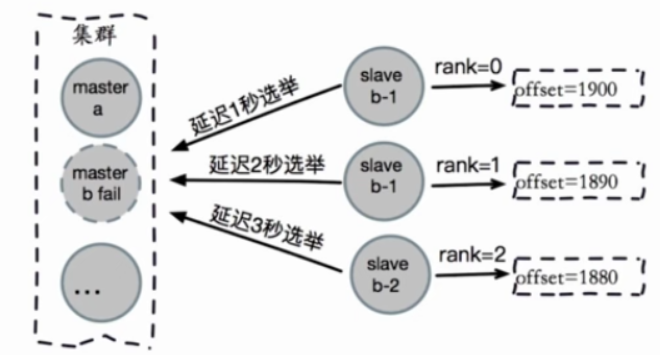 集群
master
a
master
b fail
...
延迟1秒选举
延迟2秒选举
延迟3秒选举
slave
b-1
slave
b-1
slave
b-2
rank=0
offset=1900
rank=1
offset=1890
rank=2
offset=1880